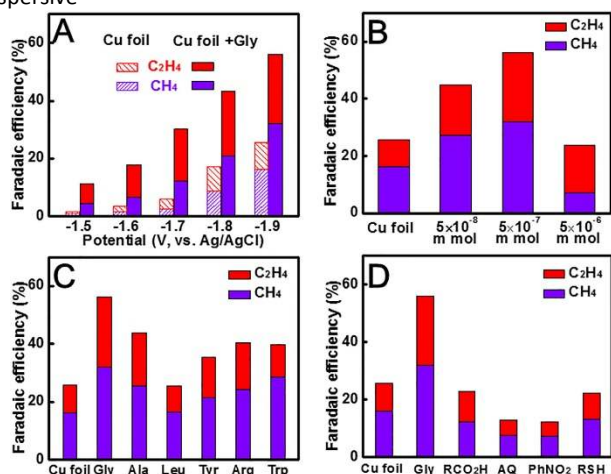 persive
A
Cu foil Cu foil +Gly
C2H4
CH4
Faradaic efficiency (%)
60
40
20
0
-1.5 -1.6 -1.7 -1.8 -1.9
Potential (V, vs. Ag/AgCl)
B
C2H4
CH4
Faradaic efficiency (%)
60
40
20
0
Cu foil 5×10-8 5×10-7 5×10-6
m mol m mol m mol
C
C2H4
CH4
Faradaic efficiency (%)
60
40
20
0
Cu foil Gly Ala Leu Tyr Arg Trp
D
C2H4
CH4
Faradaic efficiency (%)
60
40
20
0
Cu foil Gly RCO2H AQ PhNO2 RSH